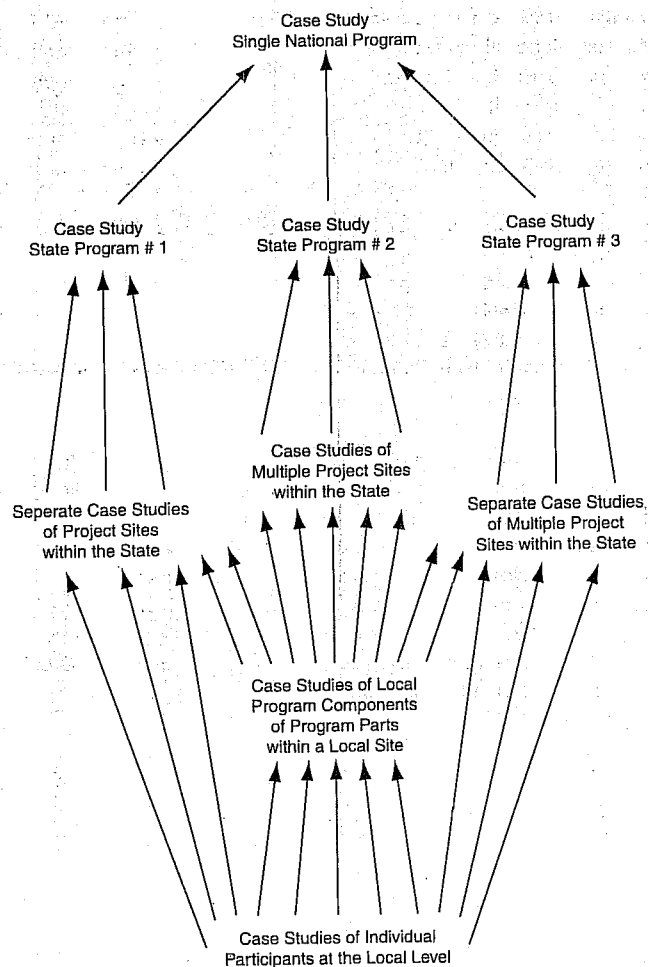 Case Study
Single National Program
Case Study
State Program # 1
Case Study
State Program # 2
Case Study
State Program # 3
Case Studies of
Multiple Project Sites
within the State
Seperate Case Studies
of Project Sites
within the State
Separate Case Studies
of Multiple Project
Sites within the State
Case Studies of Local
Program Components
of Program Parts
within a Local Site
Case Studies of Individual
Participants at the Local Level